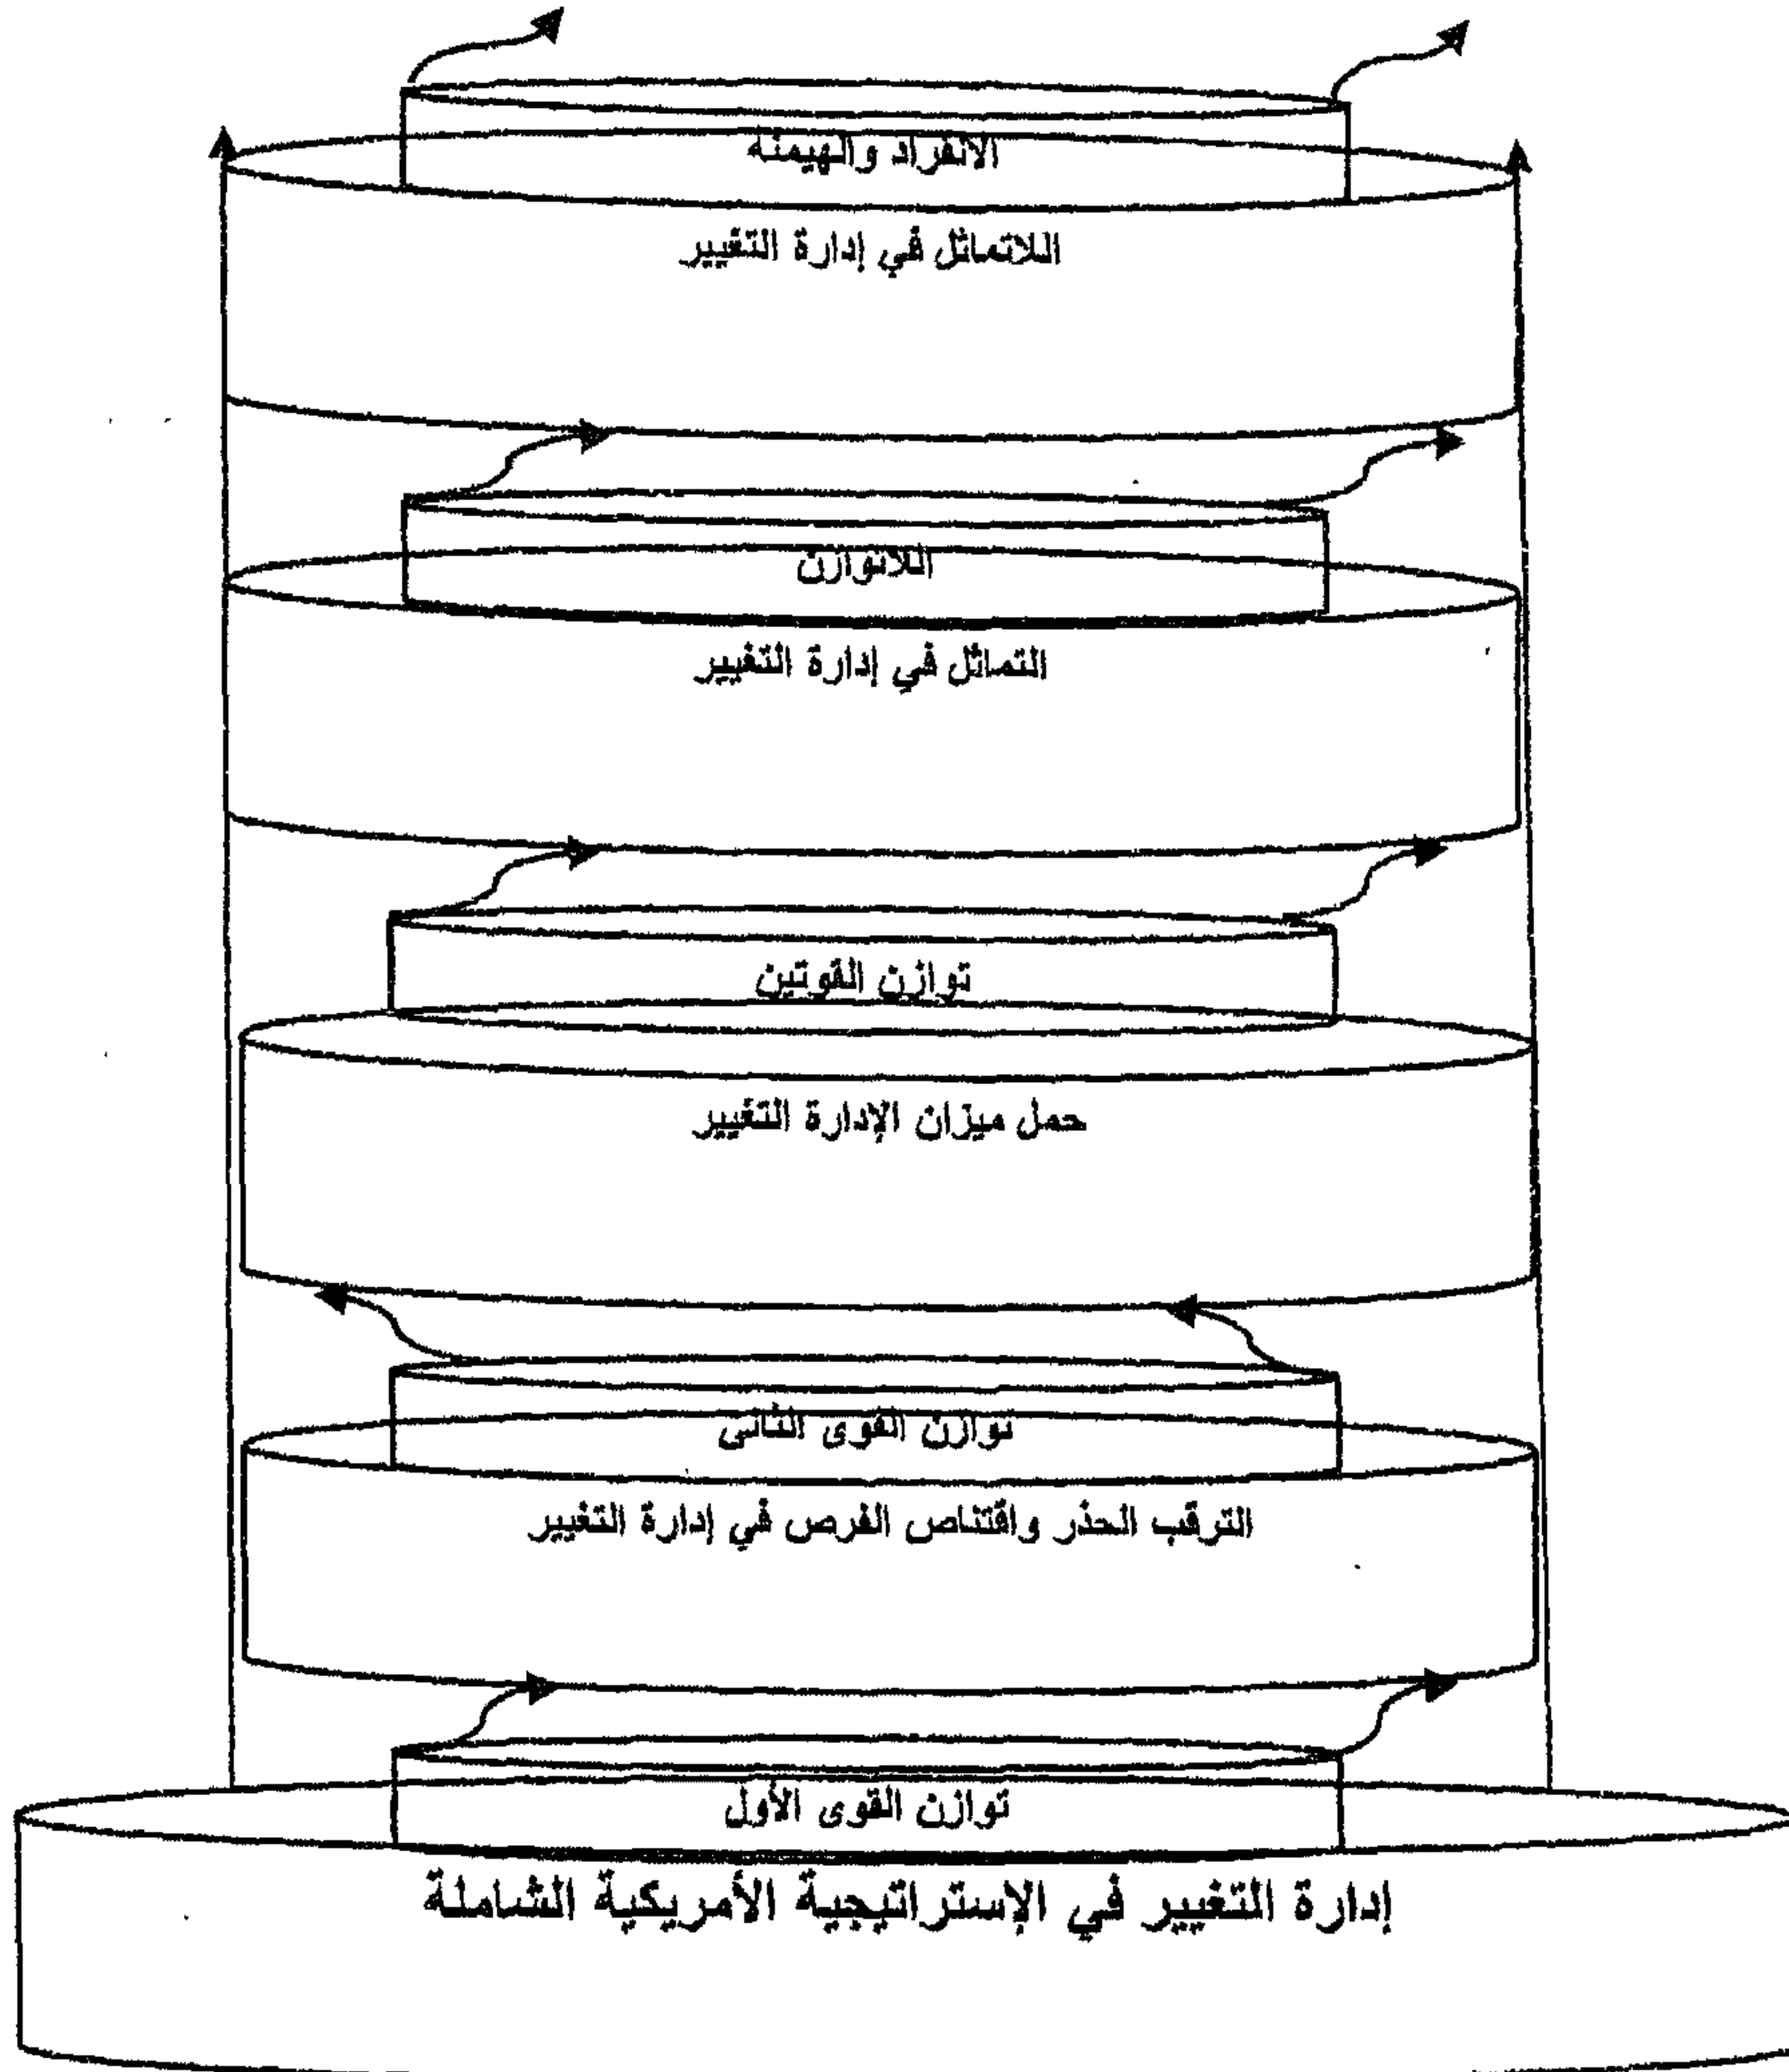 الانفراد والهيمنة
اللاتماثل في إدارة التغيير
اللاتوازن
التماثل في إدارة التغيير
توازن القوتين
حمل ميزان الإدارة التغيير
توازن القوى الثاني
الترقب الحذر واقتناص الفرص في إدارة التغيير
توازن القوى الأول
إدارة التغيير في الإستراتيجية الأمريكية الشاملة